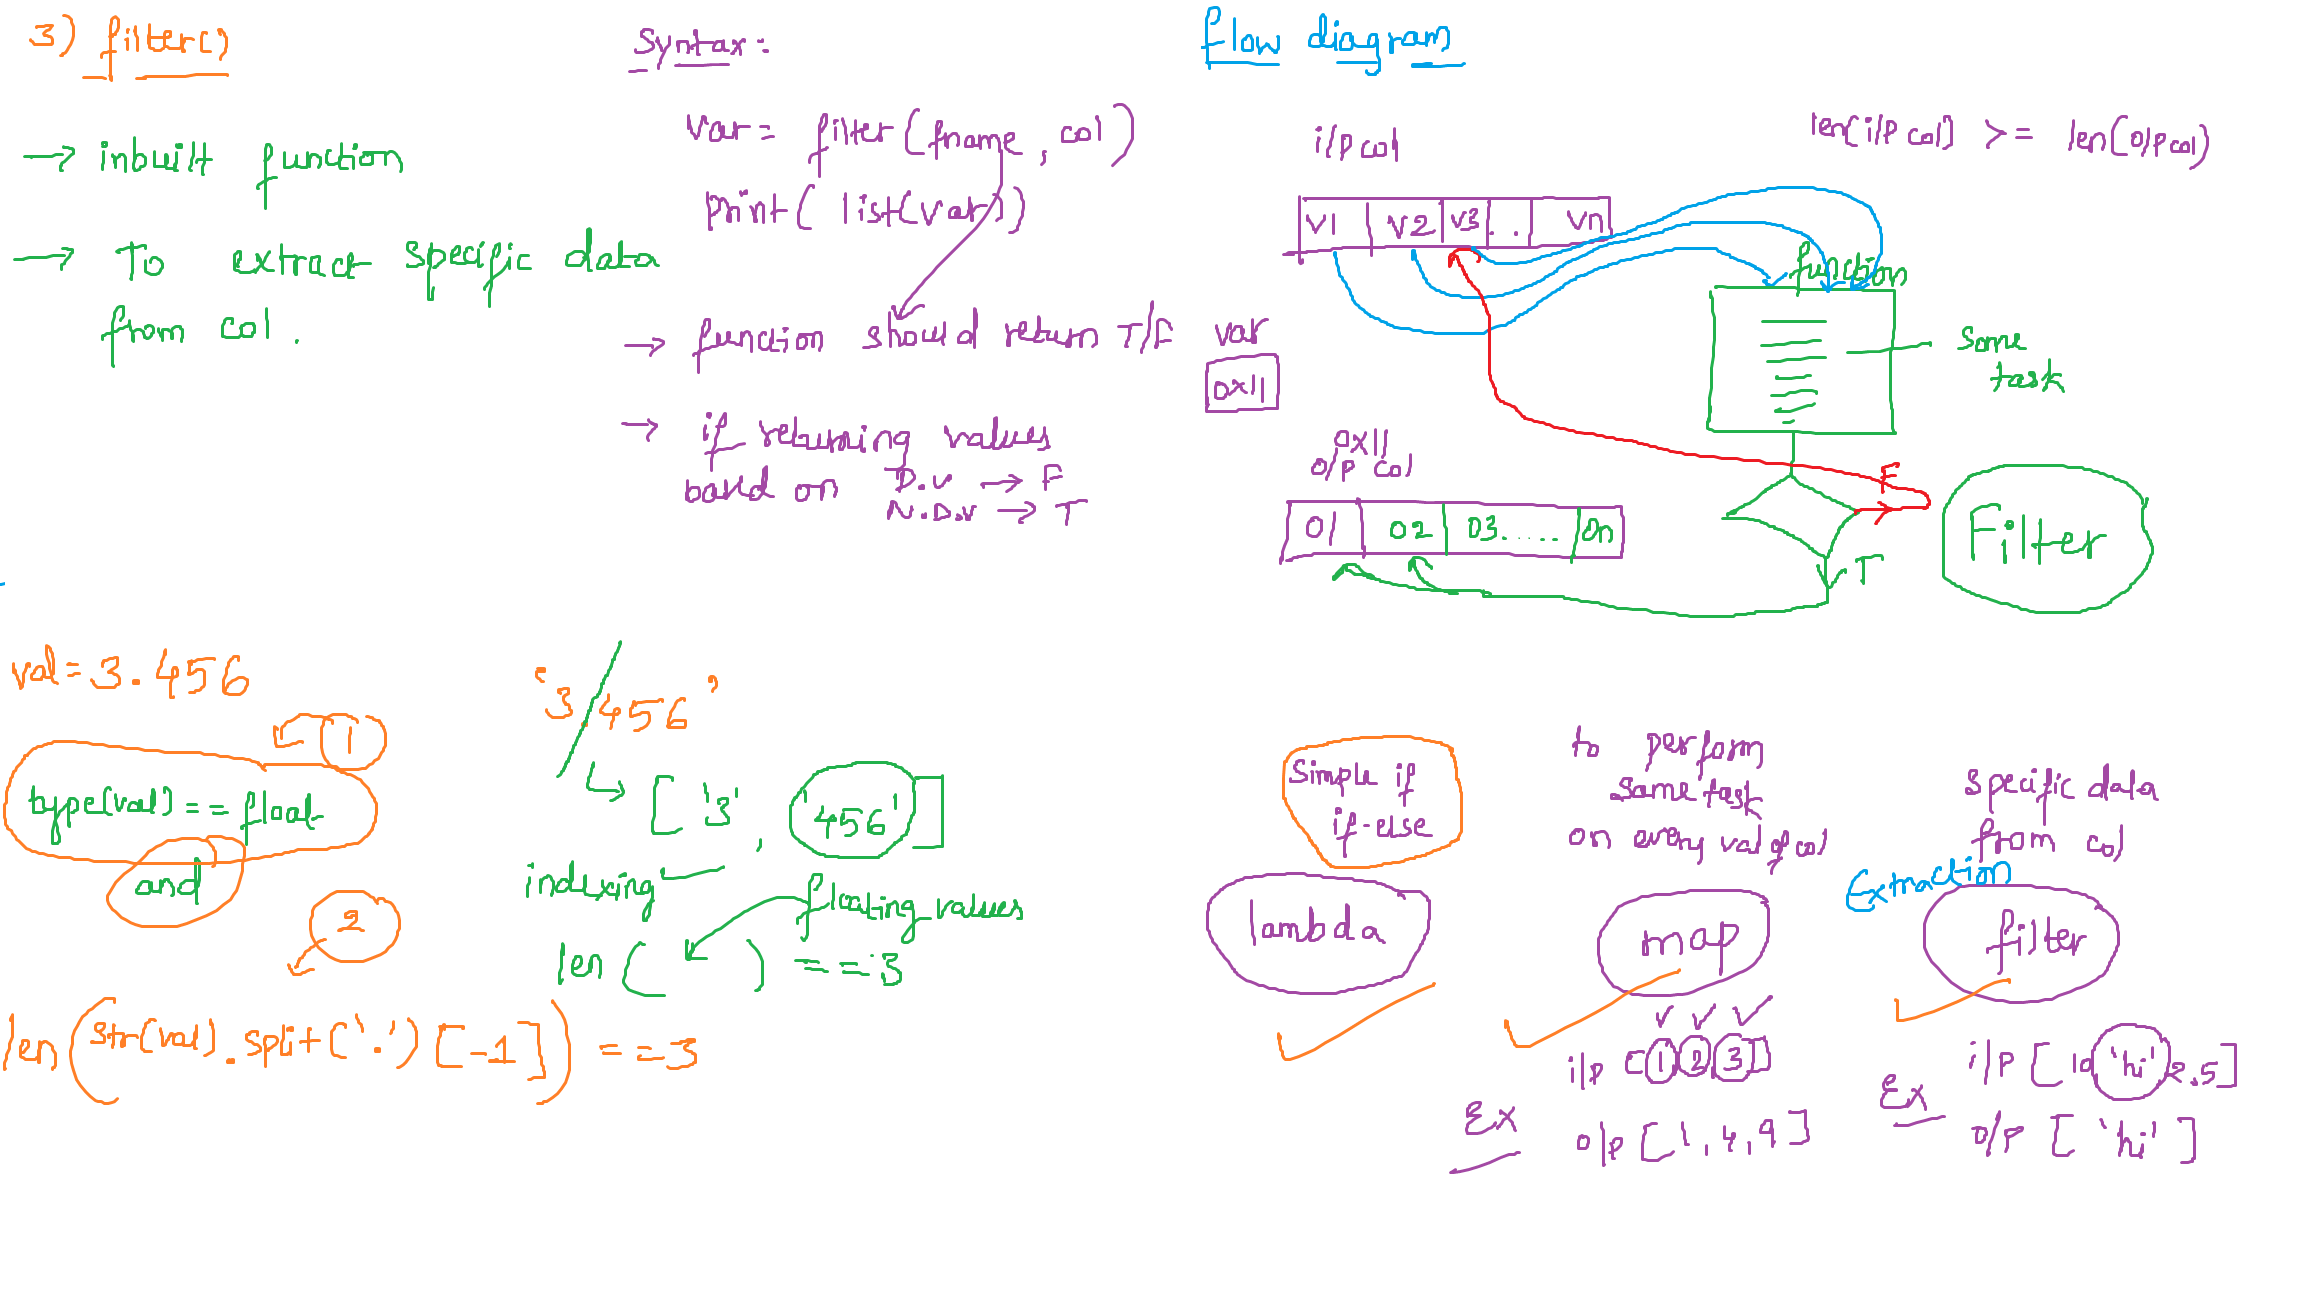 3) filter()
→ inbuilt function
→ To extract specific data
from col.
Syntax:
var = filter(fname, col)
print( list(var))
→ function should return T/F
→ if returning values
based on D.V → F
N.D.V → T
flow diagram
i/p col
len(i/p col) >= len(o/p col)
v1 v2 v3 . . vn
function
Some
task
var
0x11
0x11
o/p col
01 02 03...... 0n
F
T
Filter
val = 3.456
1
type(val) == float
and
2
len(str(val).split('.')[-1]) == 3
'3.456'
['3', '456']
indexing
floating values
len( ) == 3
Simple if
if-else
lambda
to perform
same task
on every val of col
map
i/p [1,2,3]
Ex
o/p [1,4,9]
specific data
from col
Extraction
filter
i/p [10,'hi',2.5]
Ex
o/p ['hi']